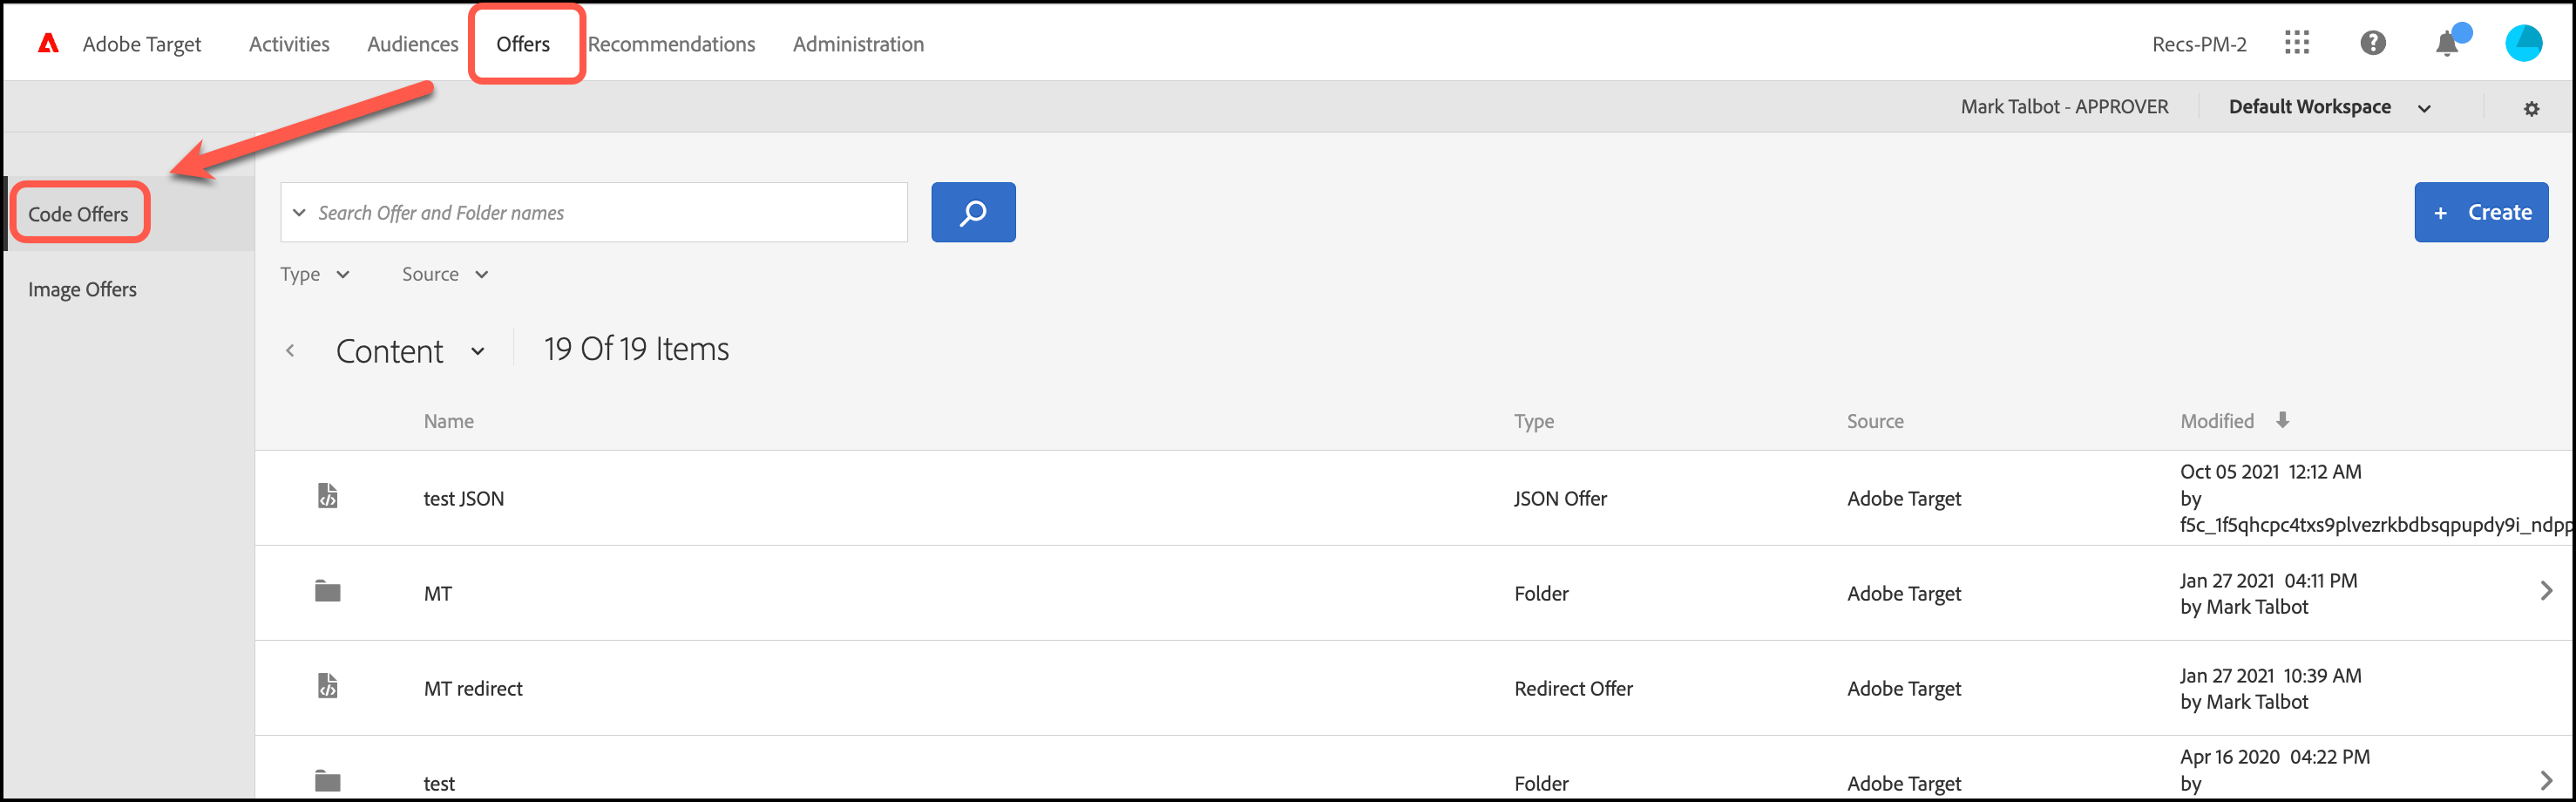 Adobe Target Activities Audiences Offers Recommendations Administration Recs-PM-2
Mark Talbot - APPROVER Default Workspace
Code Offers
Image Offers
Search Offer and Folder names
+ Create
Type Source
Content 19 Of 19 Items
Name Type Source Modified
test JSON JSON Offer Adobe Target Oct 05 2021 12:12 AM
by
f5c_1f5qhcpc4txs9plvezrkbdbsqpupdy9i_ndpp
MT Folder Adobe Target Jan 27 2021 04:11 PM
by Mark Talbot
MT redirect Redirect Offer Adobe Target Jan 27 2021 10:39 AM
by Mark Talbot
test Folder Adobe Target Apr 16 2020 04:22 PM
by